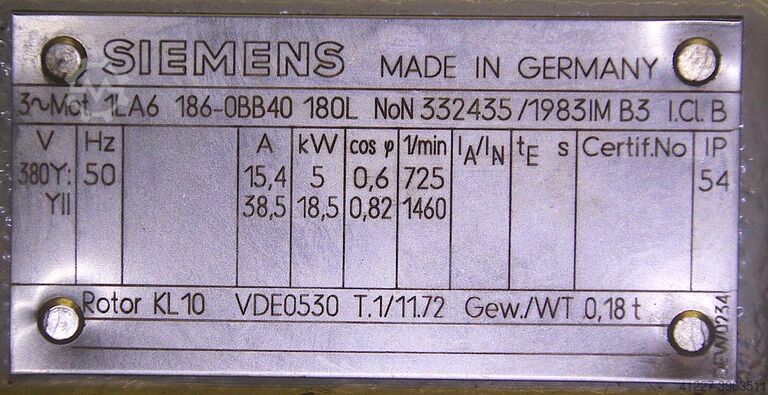 SIEMENS MADE IN GERMANY
3~Mot 1LA6 186-0BB40 180L NoN 332435/1983 IM B3 I.Cl. B
V Hz A kW cos φ 1/min IA/IN tE s Certif.No IP
380Y: 50 15,4 5 0,6 725 54
YII 38,5 18,5 0,82 1460
Rotor KL10 VDE0530 T.1/11.72 Gew./WT 0,18 t
41227-3903511